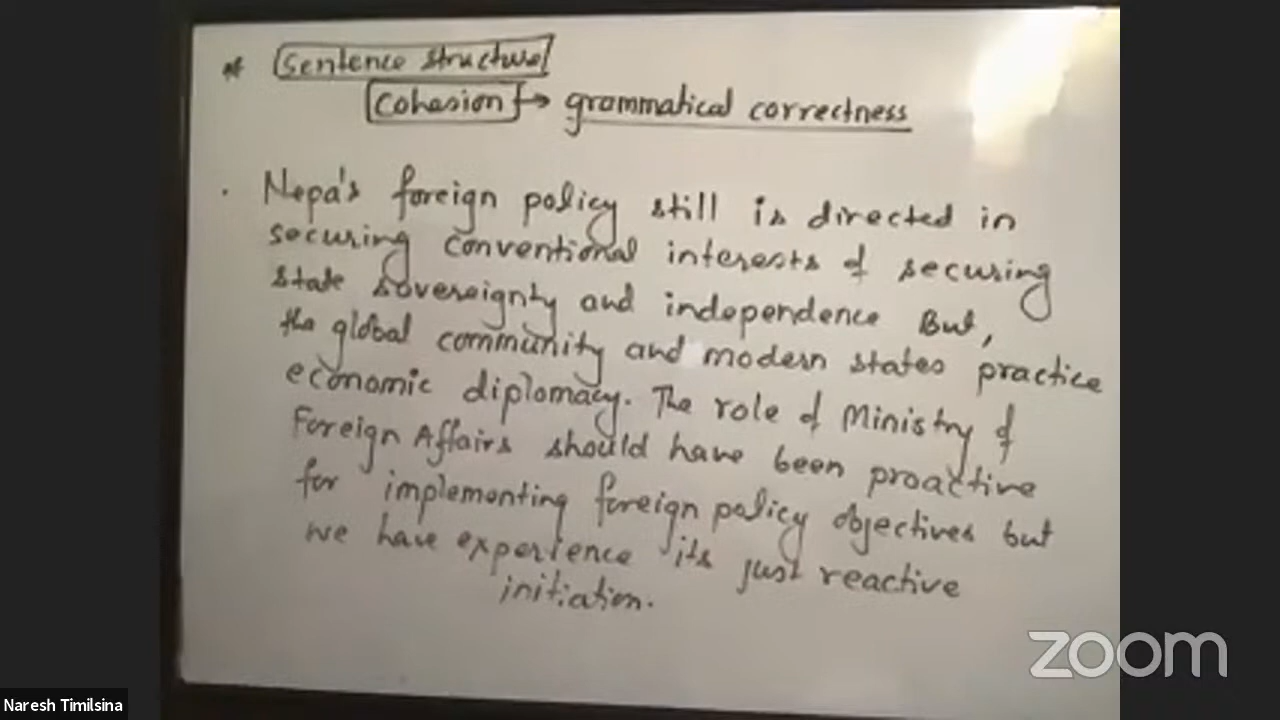 * Sentence structure
Cohesion → grammatical correctness
. Nepa's foreign policy still is directed in
securing conventional interests of securing
state sovereignty and independence But,
the global community and modern states practice
economic diplomacy. The role of Ministry of
Foreign Affairs should have been proactive
for implementing foreign policy objectives but
we have experience its just reactive
initiation.
zoom
Naresh Timilsina